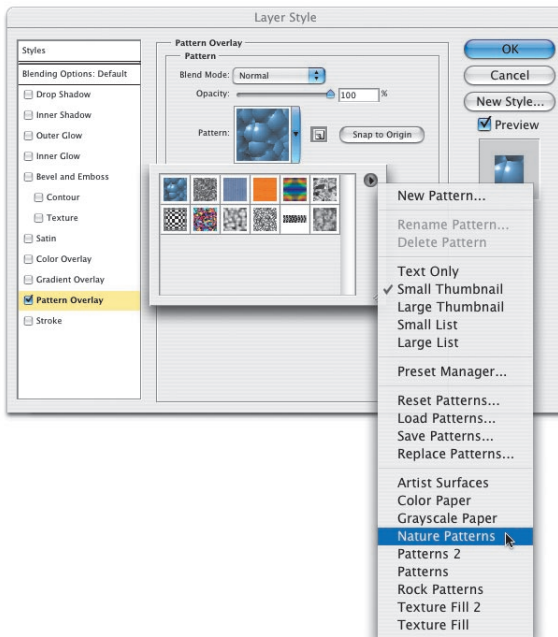 Layer Style
Styles
Blending Options: Default
Drop Shadow
Inner Shadow
Outer Glow
Inner Glow
Bevel and Emboss
Contour
Texture
Satin
Color Overlay
Gradient Overlay
Pattern Overlay
Stroke
Pattern Overlay
Pattern
Blend Mode: Normal
Opacity: 100 %
Pattern:
Snap to Origin
OK
Cancel
New Style...
Preview
New Pattern...
Rename Pattern...
Delete Pattern
Text Only
Small Thumbnail
Large Thumbnail
Small List
Large List
Preset Manager...
Reset Patterns...
Load Patterns...
Save Patterns...
Replace Patterns...
Artist Surfaces
Color Paper
Grayscale Paper
Nature Patterns
Patterns 2
Patterns
Rock Patterns
Texture Fill 2
Texture Fill